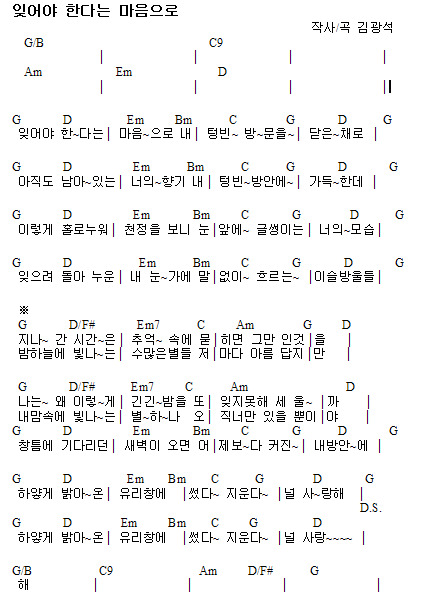 잊어야 한다는 마음으로
작사/곡 김광석
G/B C9
| | | |
Am Em D
| | | ||
G D Em Bm C G D G
잊어야 한~다는| 마음~으로 내| 텅빈~ 방~문을~| 닫은~채로 |
G D Em Bm C G D G
아직도 남아~있는| 너의~향기 내| 텅빈~방안에~| 가득~한데 |
G D Em Bm C G D G
이렇게 홀로누워| 천정을 보니 눈|앞에~ 글썽이는| 너의~모습|
G D Em Bm C G D G
잊으려 돌아 누운| 내 눈~가에 말|없이~ 흐르는~ |이슬방울들|
※
G D/F# Em7 C Am G D
지나~ 간 시간~은| 추억~ 속에 묻|히면 그만 인것|을 |
밤하늘에 빛나~는| 수많은별들 저|마다 아름 답지|만 |
G D/F# Em7 C Am D
나는~ 왜 이렇~게| 긴긴~밤을 또| 잊지못해 세 울~|까 |
내맘속에 빛나~는| 별~하~나 오|직너만 있을 뿐이|야 |
G D Em Bm C G D G
창틈에 기다리던| 새벽이 오면 어|제보~다 커진~| 내방안~에 |
G D Em Bm C G D G
하얗게 밝아~온| 유리창에 |썼다~ 지운다~| 널 사~랑해 |
D.S.
G D Em Bm C G D
하얗게 밝아~온| 유리창에 |썼다~ 지운다~ |널 사랑~~~~ |
G/B C9 Am D/F# G
해 | | | |